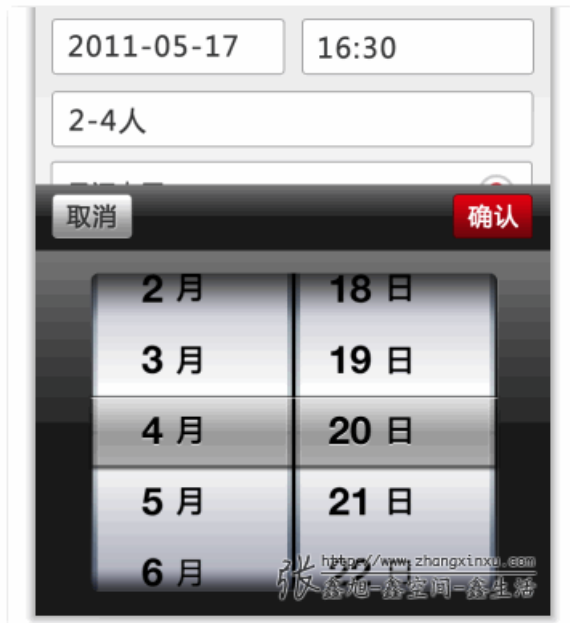 2011-05-17 16:30
2-4人
取消 确认
2 月 18 日
3 月 19 日
4 月 20 日
5 月 21 日
6 月 22 日
张 http://www.zhangxinxu.com
鑫旭-鑫空间-鑫生活